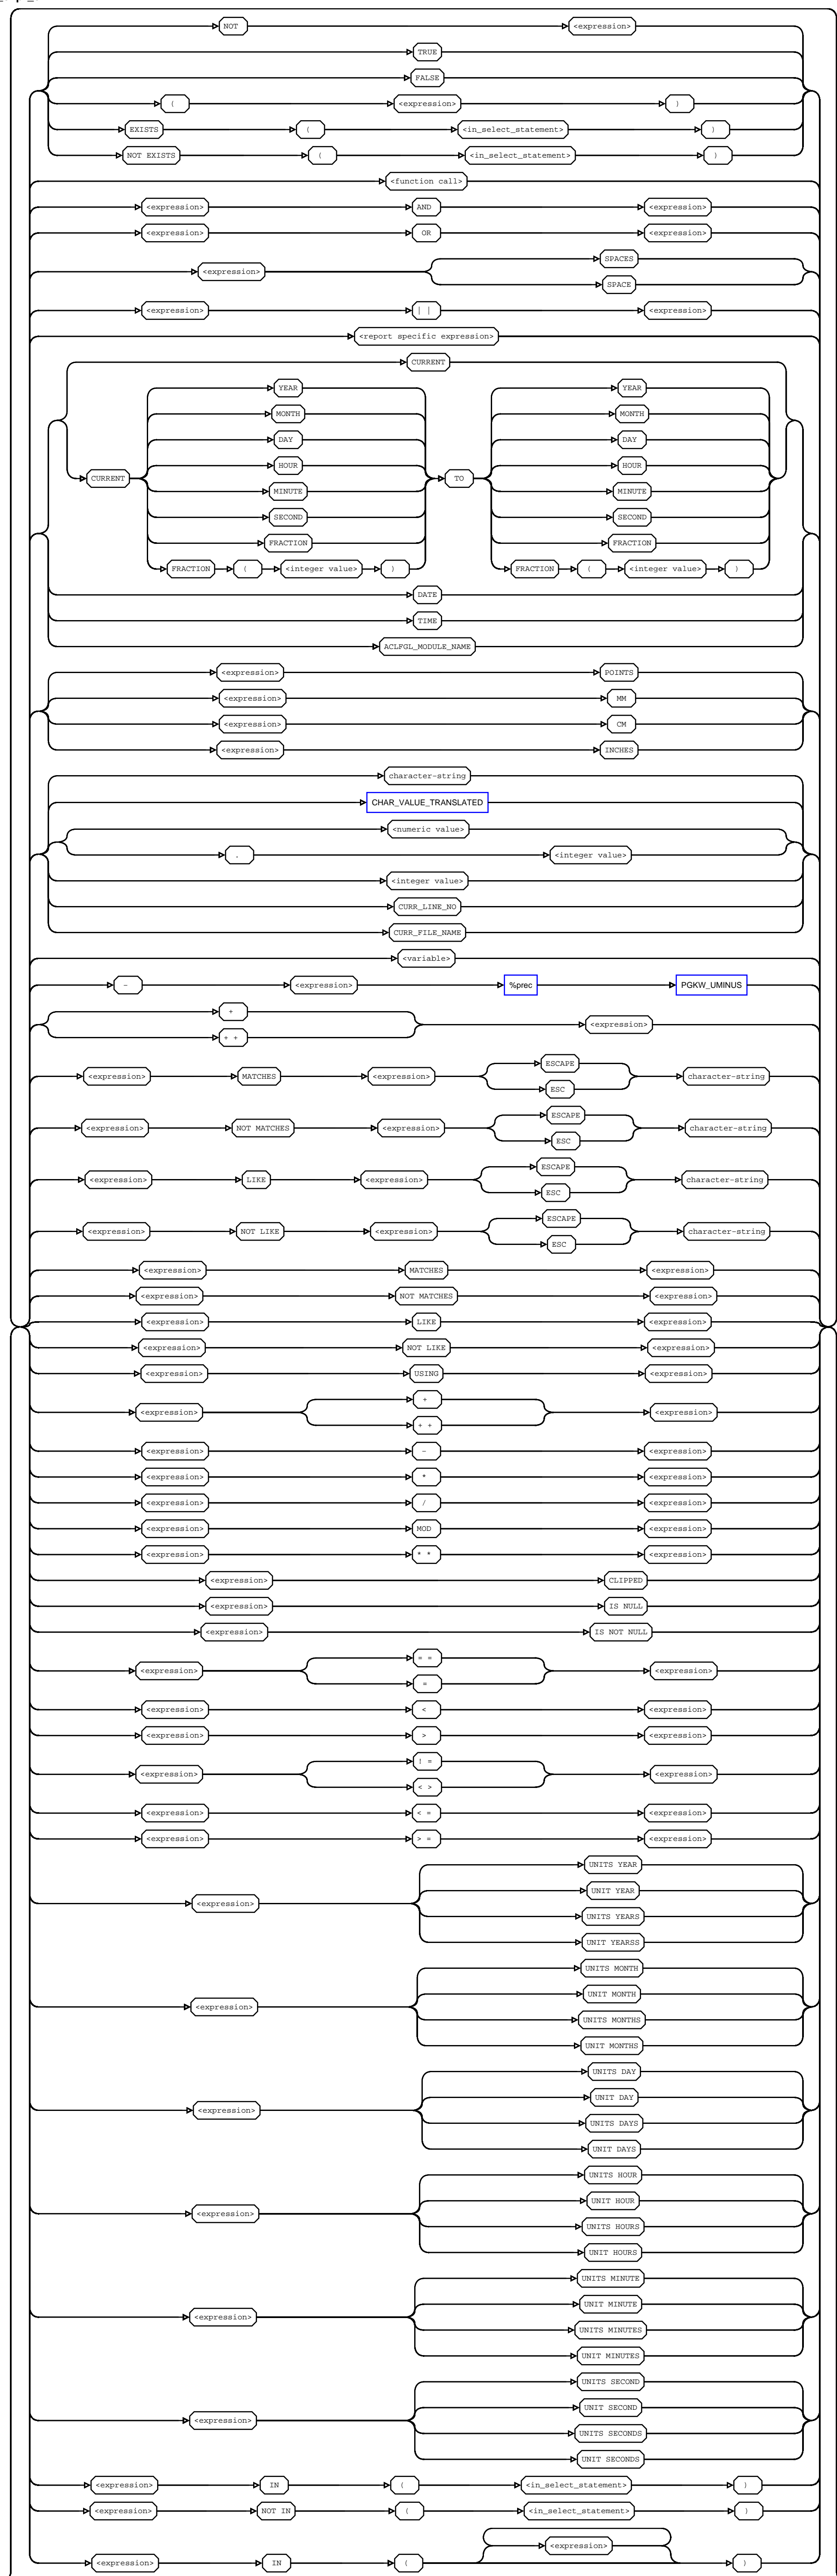 NOT <expression>
TRUE
FALSE
( <expression> )
EXISTS ( <in_select_statement> )
NOT EXISTS ( <in_select_statement> )
<function call>
<expression> AND <expression>
<expression> OR <expression>
SPACES
<expression>
SPACE
<expression> | | <expression>
<report specific expression>
CURRENT
YEAR YEAR
MONTH MONTH
DAY DAY
HOUR HOUR
CURRENT TO
MINUTE MINUTE
SECOND SECOND
FRACTION FRACTION
FRACTION ( <integer value> ) FRACTION ( <integer value> )
DATE
TIME
ACLFGL_MODULE_NAME
<expression> POINTS
<expression> MM
<expression> CM
<expression> INCHES
character-string
CHAR_VALUE_TRANSLATED
<numeric value>
. <integer value>
<integer value>
CURR_LINE_NO
CURR_FILE_NAME
<variable>
- <expression> %prec PGKW_UMINUS
+
<expression>
+ +
ESCAPE
<expression> MATCHES <expression> character-string
ESC
ESCAPE
<expression> NOT MATCHES <expression> character-string
ESC
ESCAPE
<expression> LIKE <expression> character-string
ESC
ESCAPE
<expression> NOT LIKE <expression> character-string
ESC
<expression> MATCHES <expression>
<expression> NOT MATCHES <expression>
<expression> LIKE <expression>
<expression> NOT LIKE <expression>
<expression> USING <expression>
+
<expression> <expression>
+ +
<expression> - <expression>
<expression> * <expression>
<expression> / <expression>
<expression> MOD <expression>
<expression> * * <expression>
<expression> CLIPPED
<expression> IS NULL
<expression> IS NOT NULL
= =
<expression> <expression>
=
<expression> < <expression>
<expression> > <expression>
! =
<expression> <expression>
< >
<expression> < = <expression>
<expression> > = <expression>
UNITS YEAR
UNIT YEAR
<expression>
UNITS YEARS
UNIT YEARSS
UNITS MONTH
UNIT MONTH
<expression>
UNITS MONTHS
UNIT MONTHS
UNITS DAY
UNIT DAY
<expression>
UNITS DAYS
UNIT DAYS
UNITS HOUR
UNIT HOUR
<expression>
UNITS HOURS
UNIT HOURS
UNITS MINUTE
UNIT MINUTE
<expression>
UNITS MINUTES
UNIT MINUTES
UNITS SECOND
UNIT SECOND
<expression>
UNITS SECONDS
UNIT SECONDS
<expression> IN ( <in_select_statement> )
<expression> NOT IN ( <in_select_statement> )
<expression>
<expression> IN ( )